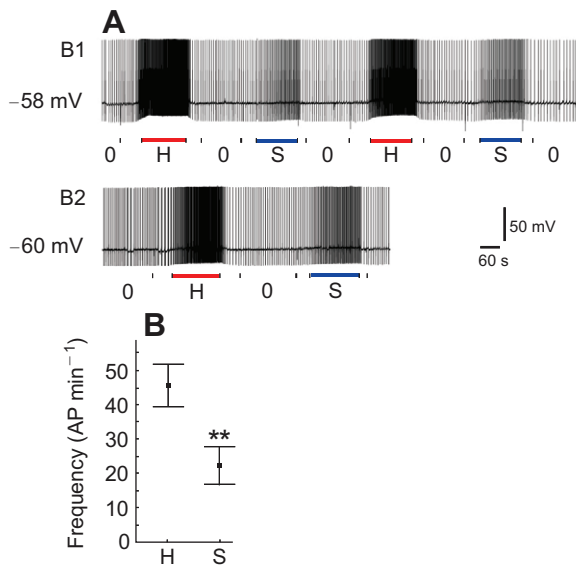 A
B1
−58 mV
0 H 0 S 0 H 0 S 0
B2
−60 mV
50 mV
60 s
0 H 0 S
B
Frequency (AP min−1)
50
40
30
20
10
0
**
H S